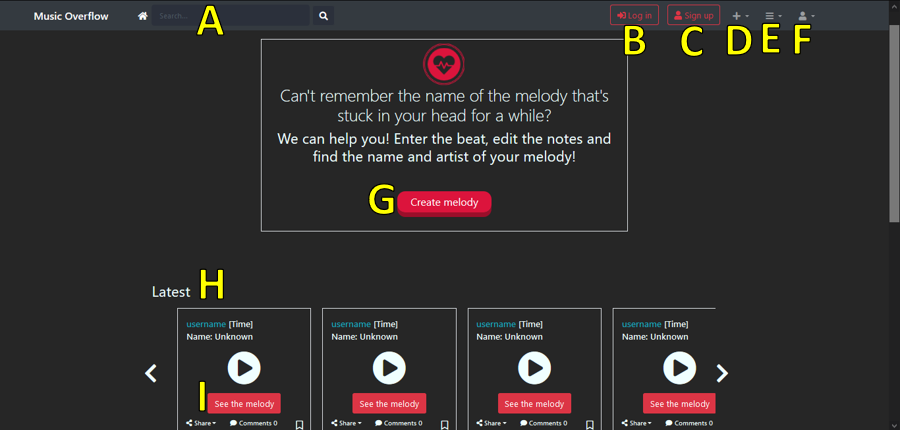 Music Overflow Search... A Log in Sign up
B C D E F
Can't remember the name of the melody that's
stuck in your head for a while?
We can help you! Enter the beat, edit the notes and
find the name and artist of your melody!
G Create melody
Latest H
username [Time] username [Time] username [Time] username [Time]
Name: Unknown Name: Unknown Name: Unknown Name: Unknown
I See the melody See the melody See the melody See the melody
Share Comments 0 Share Comments 0 Share Comments 0 Share Comments 0